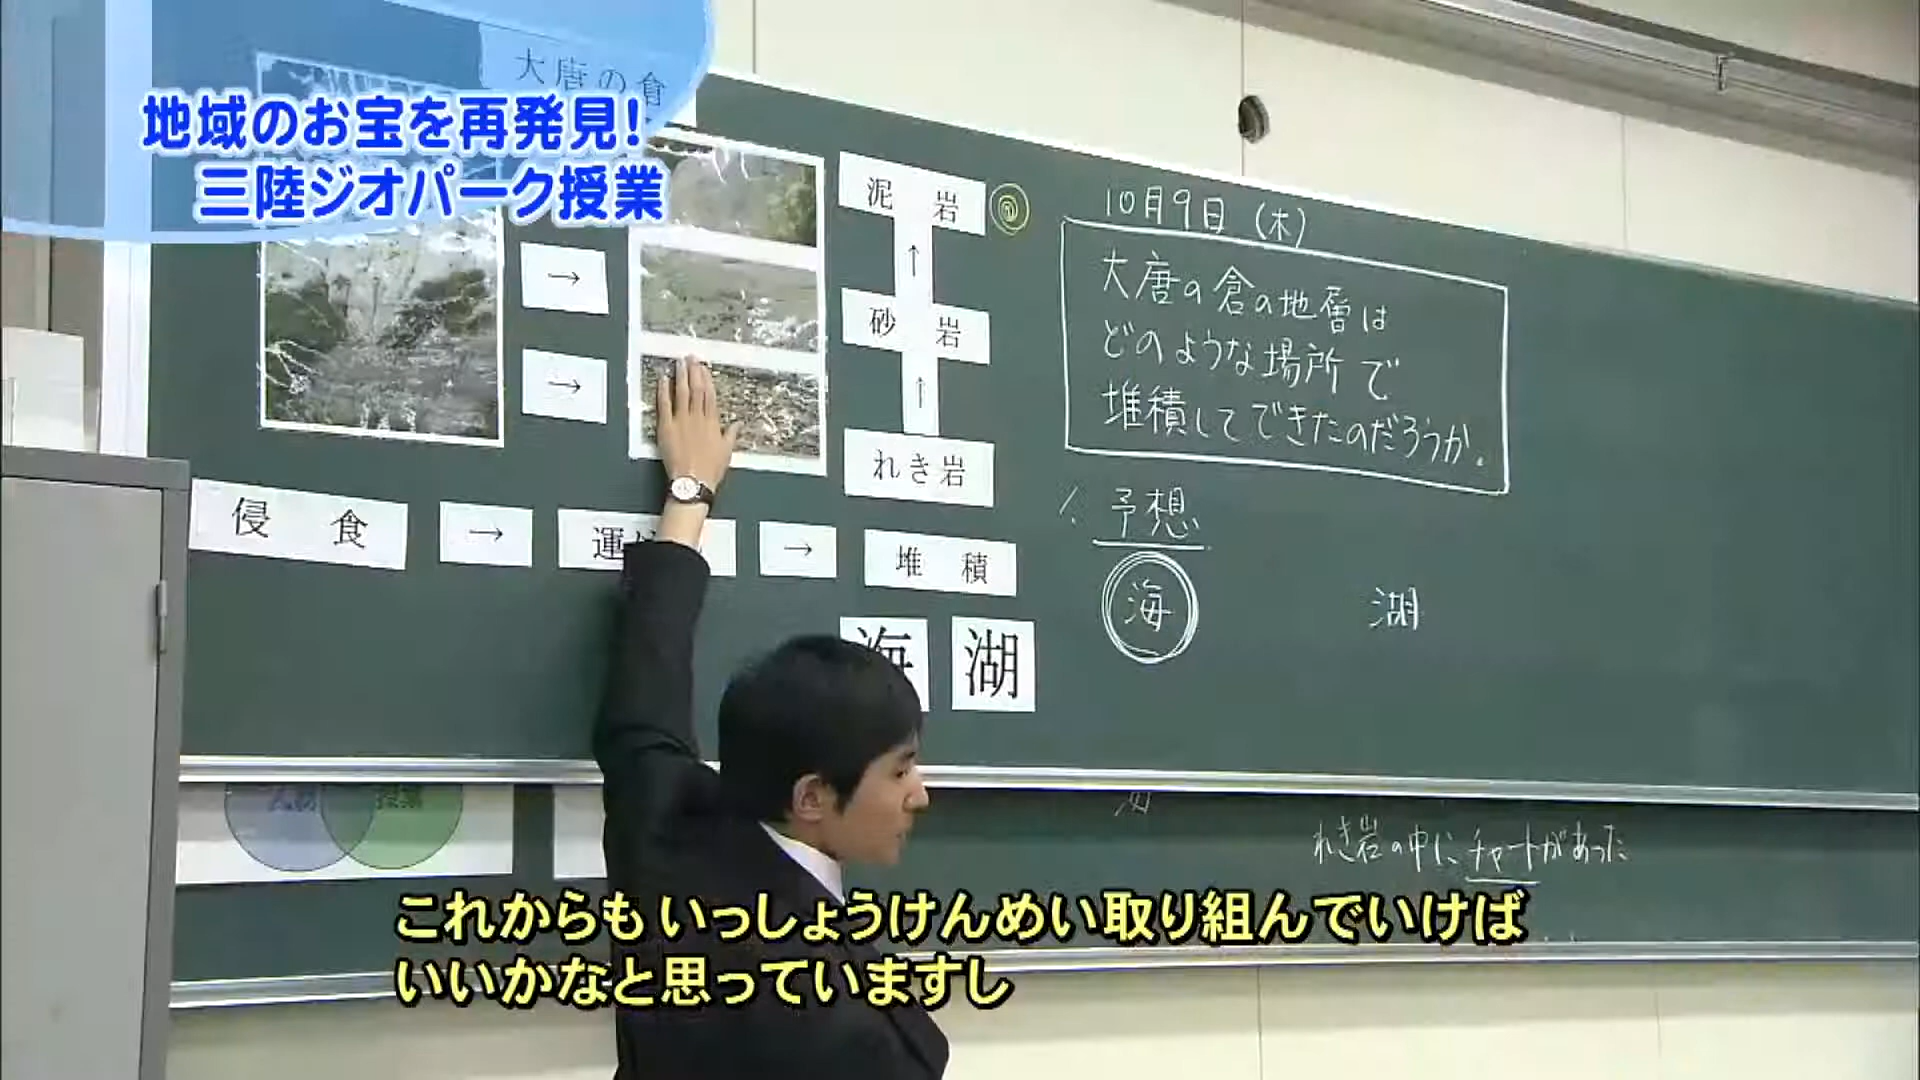 大唐の倉
地域のお宝を再発見!
三陸ジオパーク授業
泥岩
↑
砂岩
↑
れき岩
→
→
侵食 → 運 → 堆積
海 湖
10月9日(木)
大唐の倉の地層は
どのような場所で
堆積してできたのだろうか.
1. 予想
海 湖
授業
れき岩の中にチャートがあった
これからも いっしょうけんめい取り組んでいけば
いいかなと思っていますし